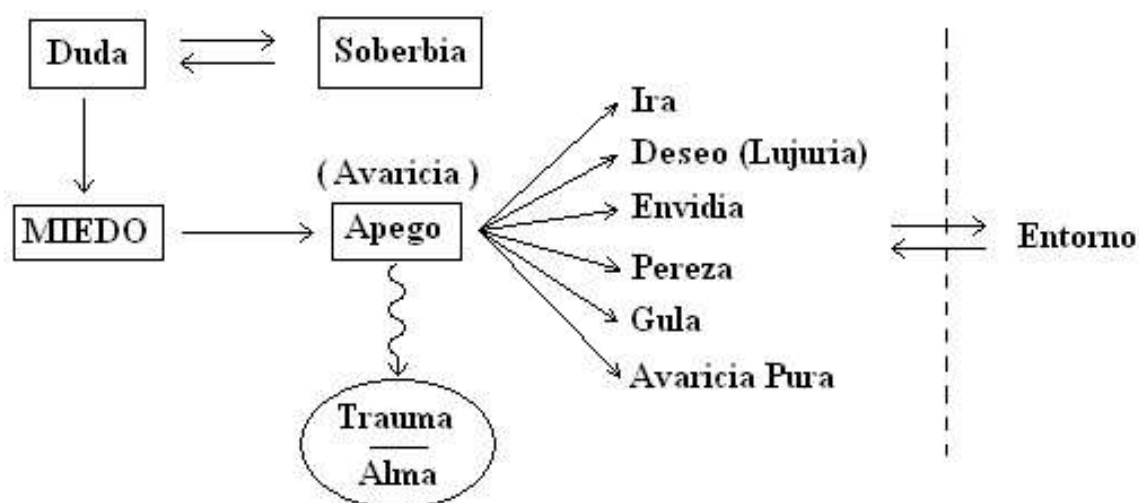 Duda
Soberbia
Ira
Deseo (Lujuria)
(Avaricia )
Envidia
MIEDO
Apego
Entorno
Pereza
Gula
Avaricia Pura
Trauma
Alma